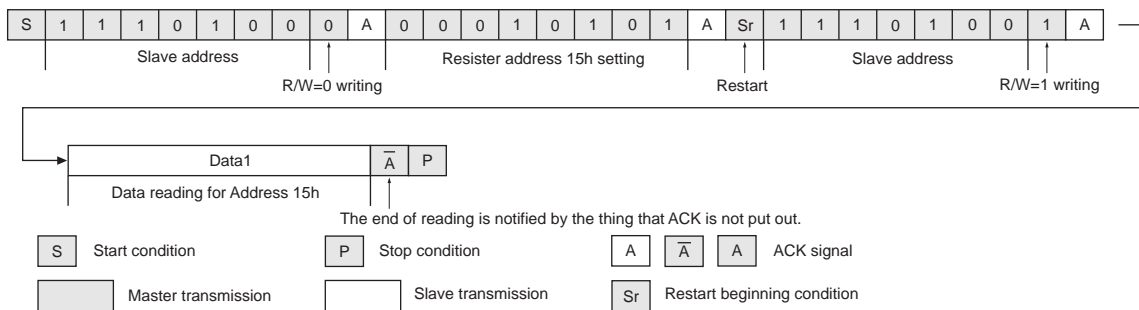 S 1 1 1 0 1 0 0 0 A 0 0 0 1 0 1 0 1 A Sr 1 1 1 0 1 0 0 1 A
Slave address Resister address 15h setting Slave address
R/W=0 writing Restart R/W=1 writing
Data1 A P
Data reading for Address 15h
The end of reading is notified by the thing that ACK is not put out.
S Start condition P Stop condition A A A ACK signal
Master transmission Slave transmission Sr Restart beginning condition